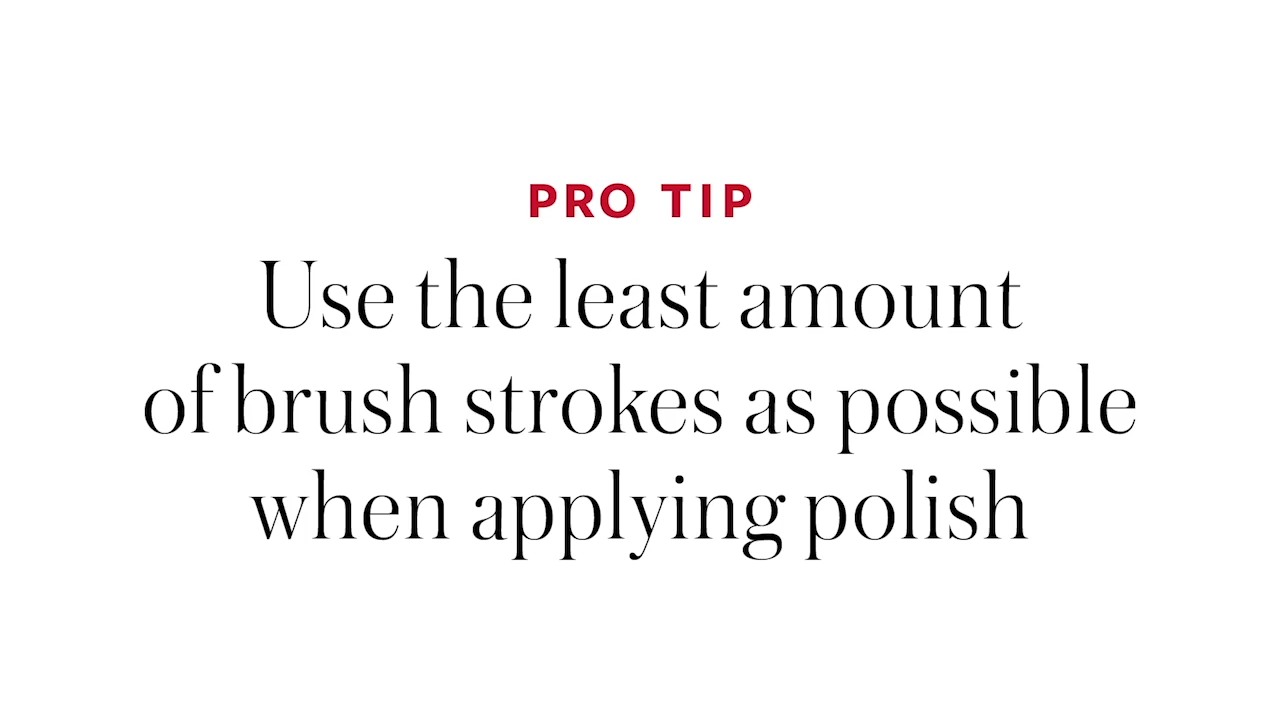 PRO TIP
Use the least amount
of brush strokes as possible
when applying polish